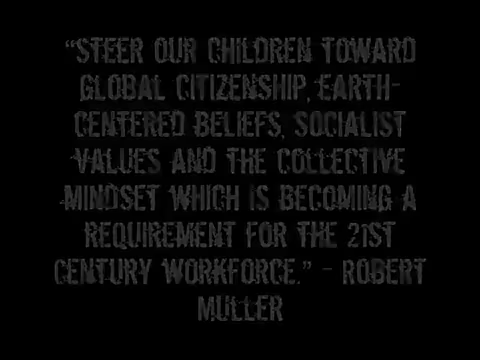 “STEER OUR CHILDREN TOWARD
GLOBAL CITIZENSHIP, EARTH-
CENTERED BELIEFS, SOCIALIST
VALUES AND THE COLLECTIVE
MINDSET WHICH IS BECOMING A
REQUIREMENT FOR THE 21ST
CENTURY WORKFORCE.” – ROBERT
MULLER